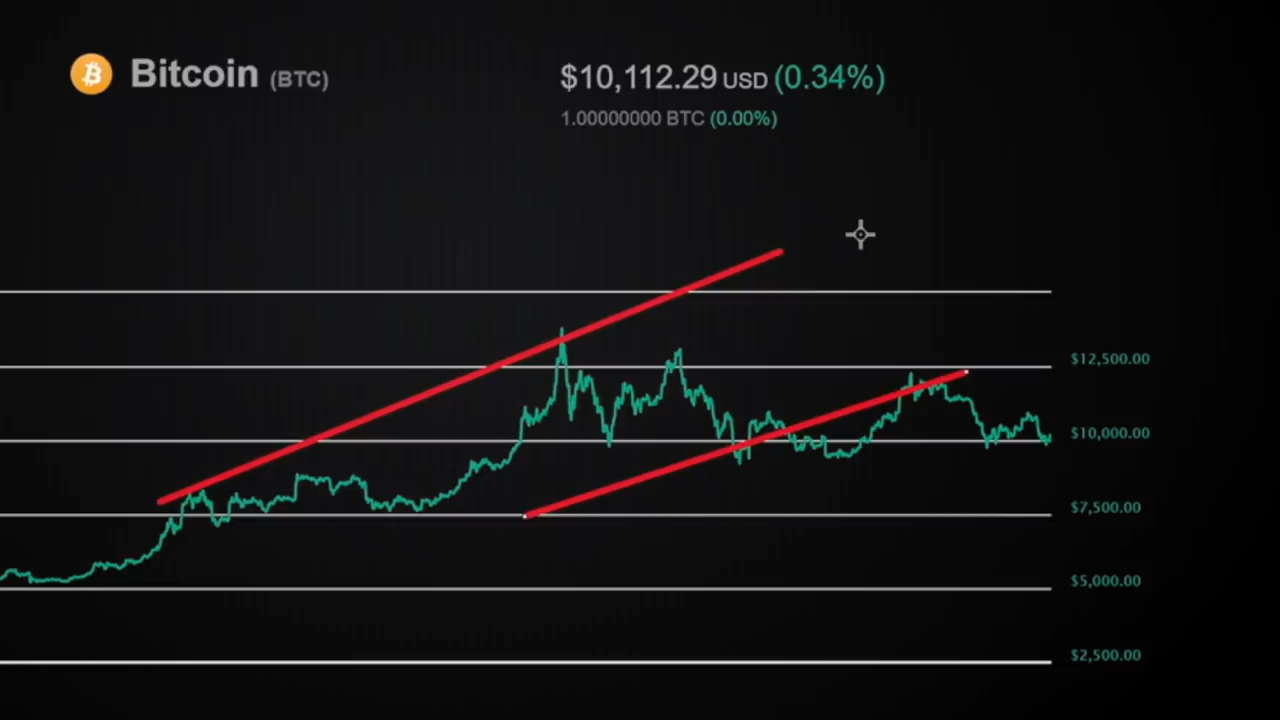 Bitcoin (BTC)
$10,112.29 USD (0.34%)
1.00000000 BTC (0.00%)
$12,500.00
$10,000.00
$7,500.00
$5,000.00
$2,500.00